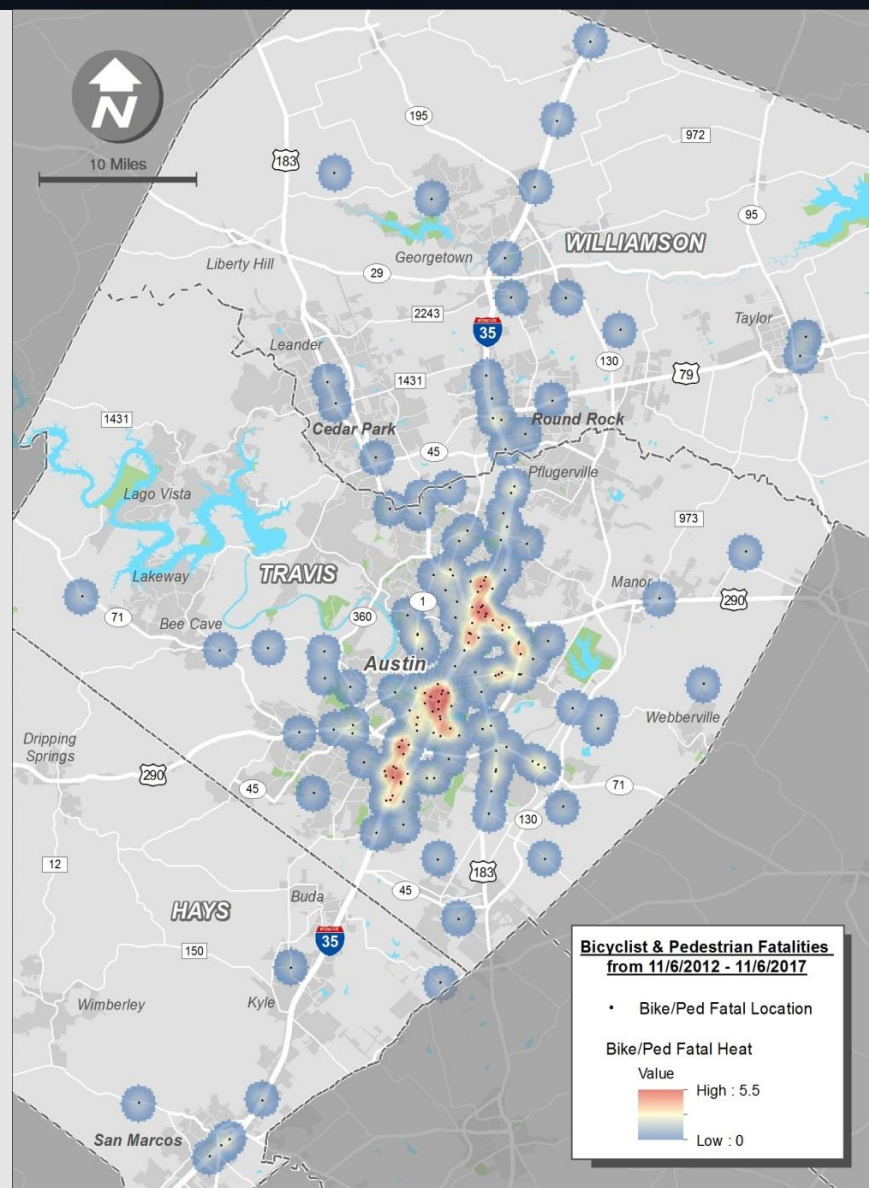 N
10 Miles
195
972
183
95
WILLIAMSON
Georgetown
Liberty Hill
29
2243
INTERSTATE
35
Taylor
Leander
130
1431
79
1431
Round Rock
Cedar Park
45
Pflugerville
Lago Vista
973
TRAVIS
Lakeway
Manor
1
290
71
360
Bee Cave
Austin
Webberville
Dripping
Springs
290
45
71
130
12
183
45
Buda
HAYS
INTERSTATE
35
150
Kyle
Wimberley
San Marcos
Bicyclist & Pedestrian Fatalities
from 11/6/2012 - 11/6/2017
Bike/Ped Fatal Location
Bike/Ped Fatal Heat
Value
High : 5.5
Low : 0